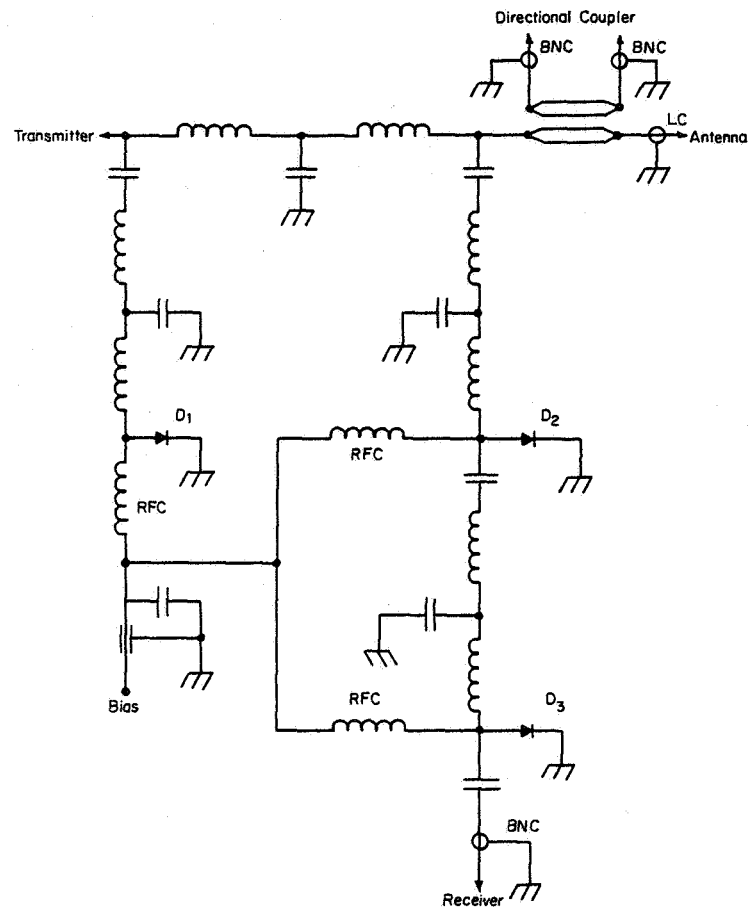 Directional Coupler
BNC
BNC
Transmitter
LC
Antenna
D1
D2
RFC
RFC
RFC
D3
Bias
BNC
Receiver